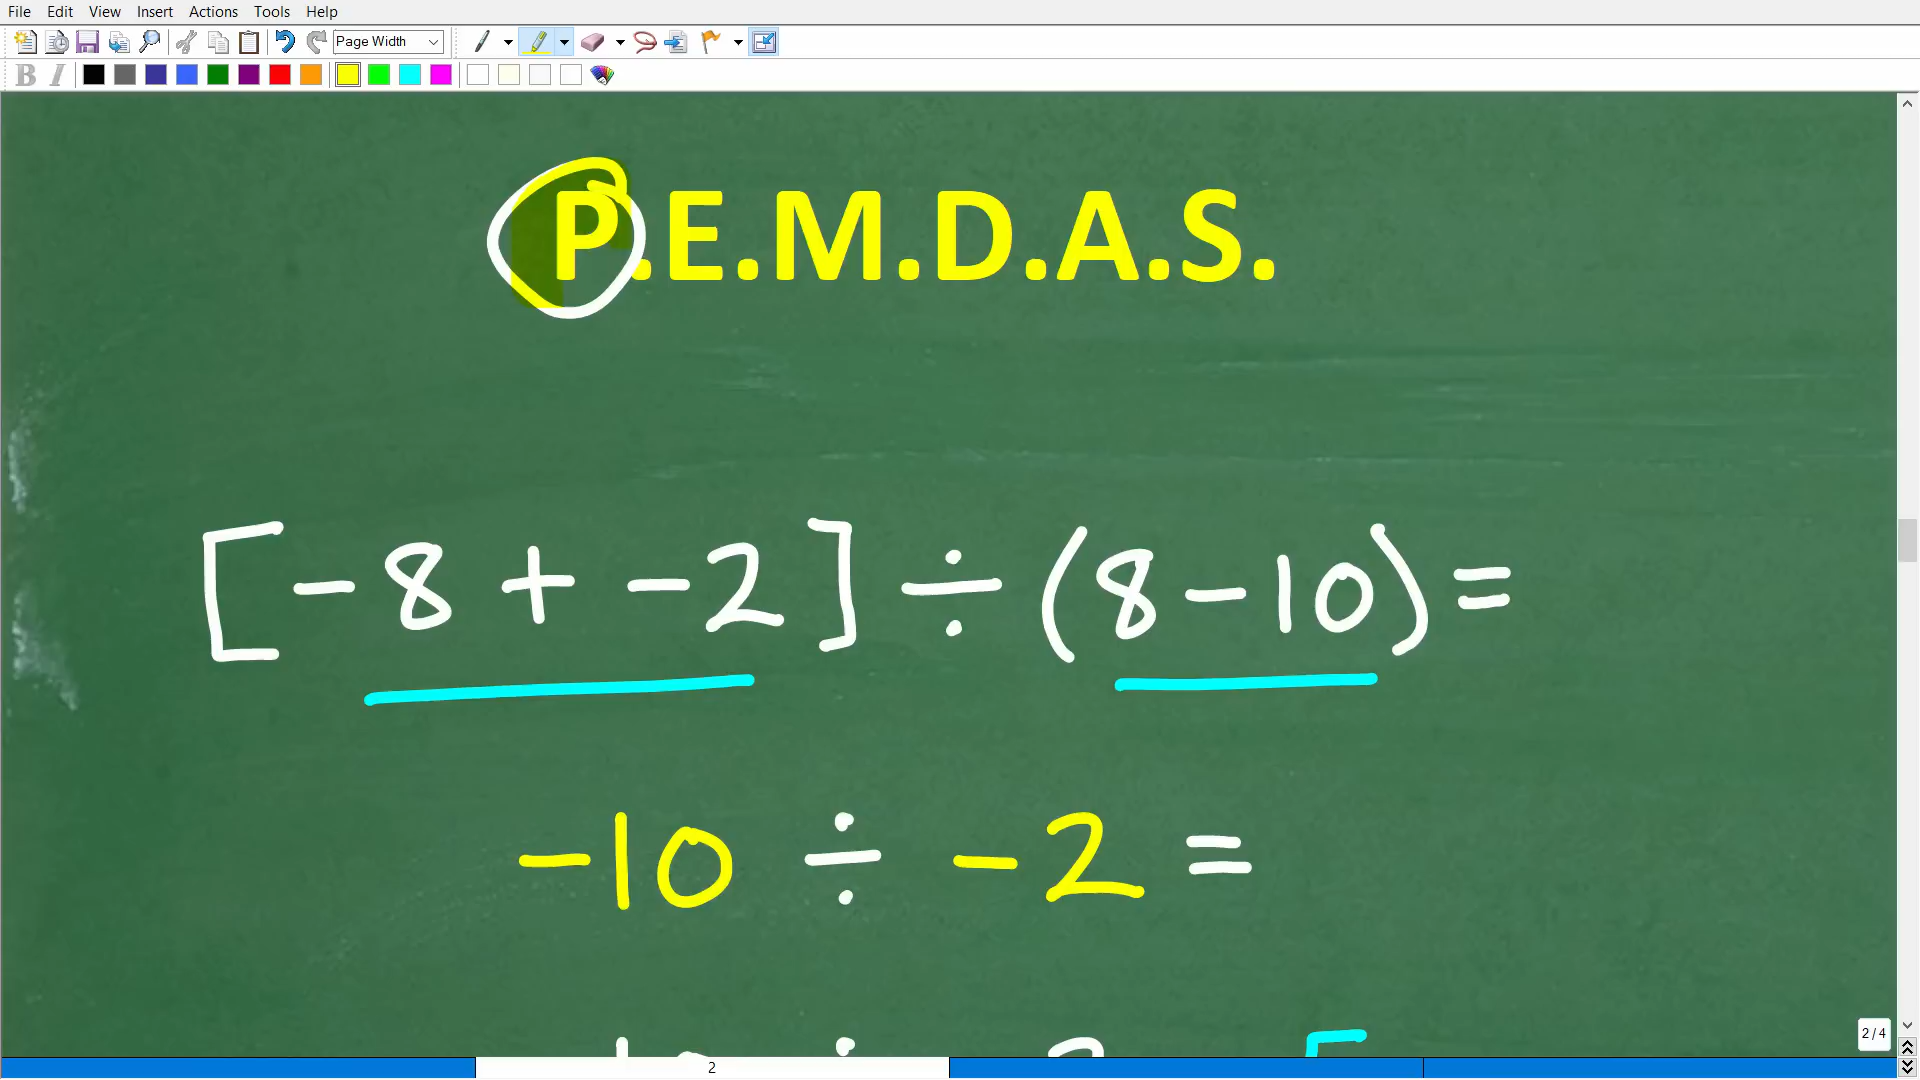 File Edit View Insert Actions Tools Help
Page Width
B I
P.E.M.D.A.S.
[-8 + -2] ÷ (8-10) =
-10 ÷ -2 =
2 / 4
2